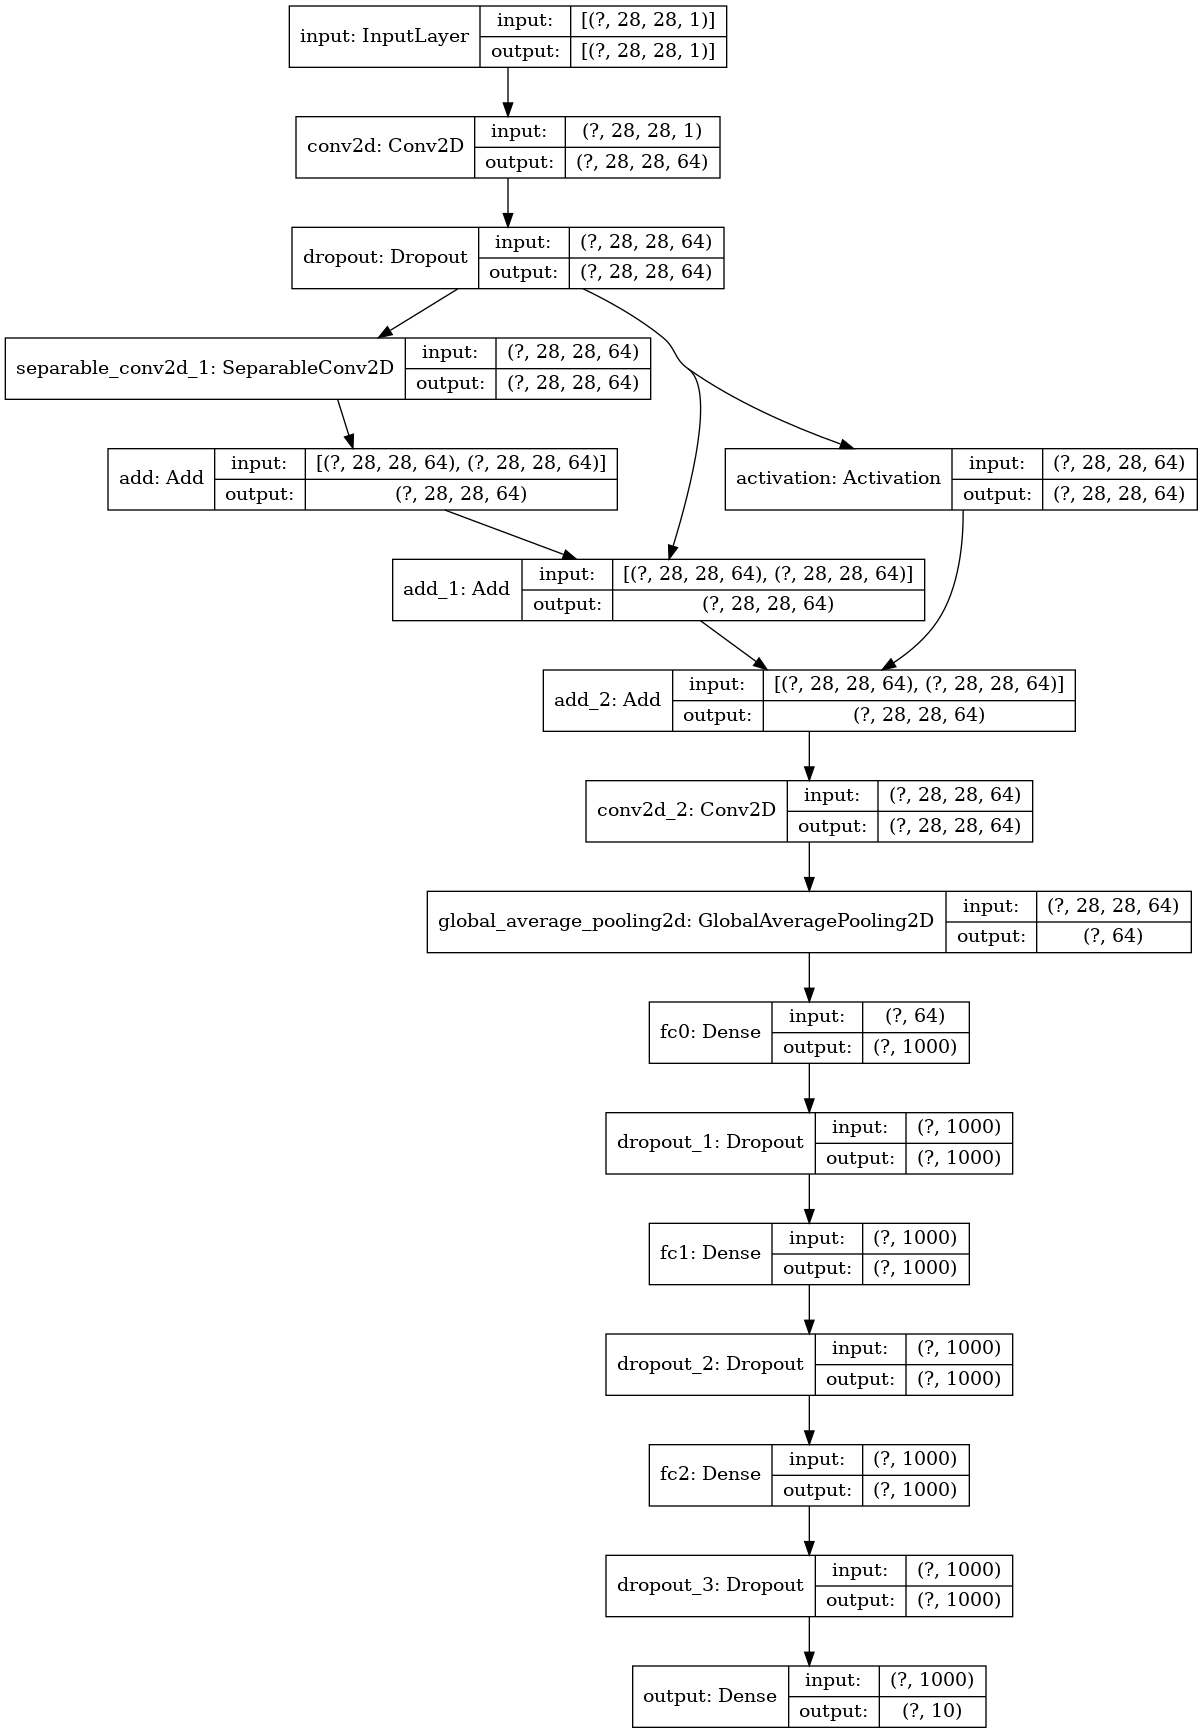 input: InputLayer
input: [(?, 28, 28, 1)]
output: [(?, 28, 28, 1)]
conv2d: Conv2D
input: (?, 28, 28, 1)
output: (?, 28, 28, 64)
dropout: Dropout
input: (?, 28, 28, 64)
output: (?, 28, 28, 64)
separable_conv2d_1: SeparableConv2D
input: (?, 28, 28, 64)
output: (?, 28, 28, 64)
add: Add
input: [(?, 28, 28, 64), (?, 28, 28, 64)]
output: (?, 28, 28, 64)
activation: Activation
input: (?, 28, 28, 64)
output: (?, 28, 28, 64)
add_1: Add
input: [(?, 28, 28, 64), (?, 28, 28, 64)]
output: (?, 28, 28, 64)
add_2: Add
input: [(?, 28, 28, 64), (?, 28, 28, 64)]
output: (?, 28, 28, 64)
conv2d_2: Conv2D
input: (?, 28, 28, 64)
output: (?, 28, 28, 64)
global_average_pooling2d: GlobalAveragePooling2D
input: (?, 28, 28, 64)
output: (?, 64)
fc0: Dense
input: (?, 64)
output: (?, 1000)
dropout_1: Dropout
input: (?, 1000)
output: (?, 1000)
fc1: Dense
input: (?, 1000)
output: (?, 1000)
dropout_2: Dropout
input: (?, 1000)
output: (?, 1000)
fc2: Dense
input: (?, 1000)
output: (?, 1000)
dropout_3: Dropout
input: (?, 1000)
output: (?, 1000)
output: Dense
input: (?, 1000)
output: (?, 10)